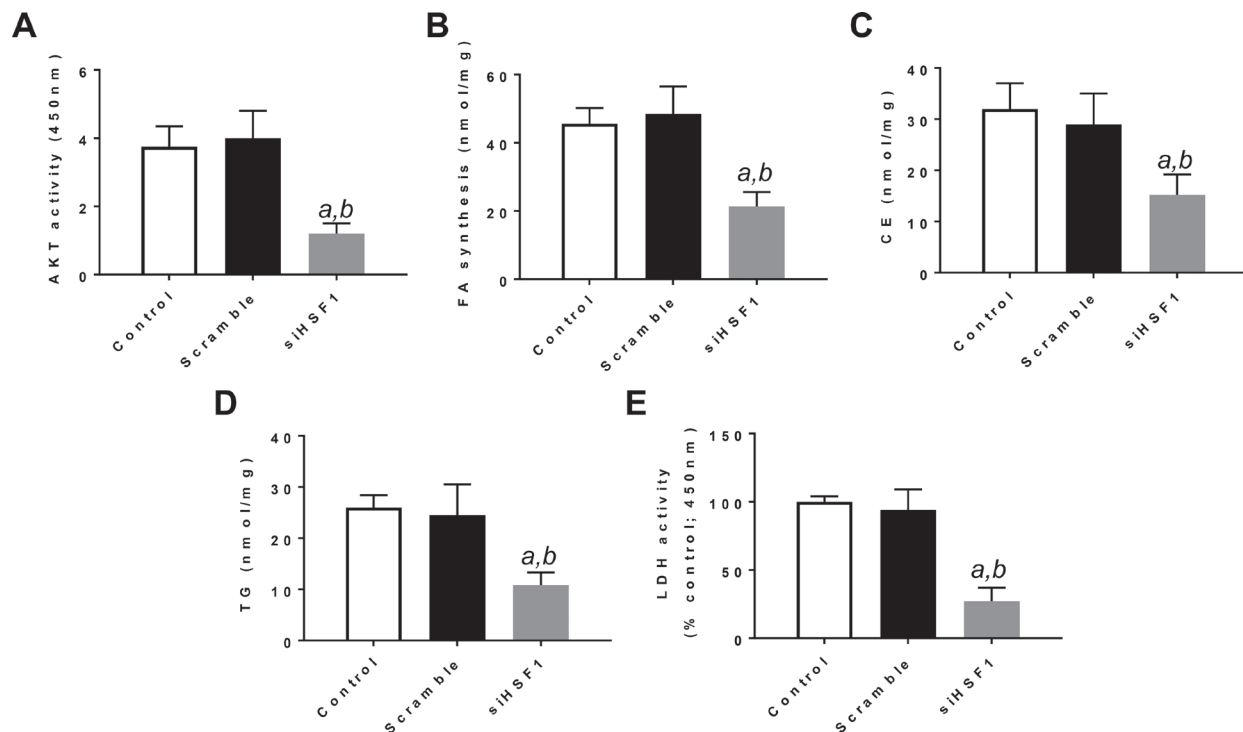 A
AKT activity (450nm)
6
4
2
0
a,b
Control
Scramble
siHSF1
B
FA synthesis (nmol/mg)
60
40
20
0
a,b
Control
Scramble
siHSF1
C
CE (nmol/mg)
40
30
20
10
0
a,b
Control
Scramble
siHSF1
D
TG (nmol/mg)
40
30
20
10
0
a,b
Control
Scramble
siHSF1
E
LDH activity
(% control; 450nm)
150
100
50
0
a,b
Control
Scramble
siHSF1